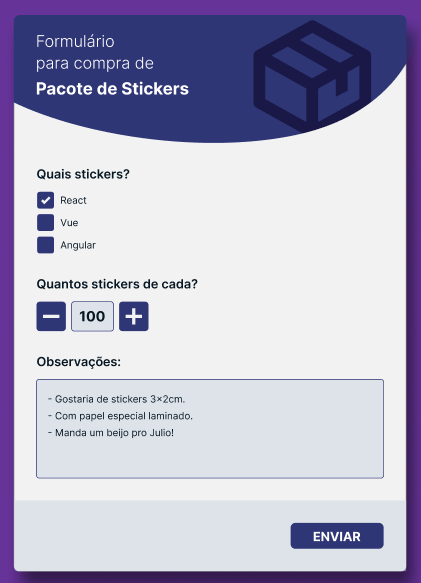 Formulário
para compra de
Pacote de Stickers
Quais stickers?
React
Vue
Angular
Quantos stickers de cada?
100
Observações:
- Gostaria de stickers 3×2cm.
- Com papel especial laminado.
- Manda um beijo pro Julio!
ENVIAR